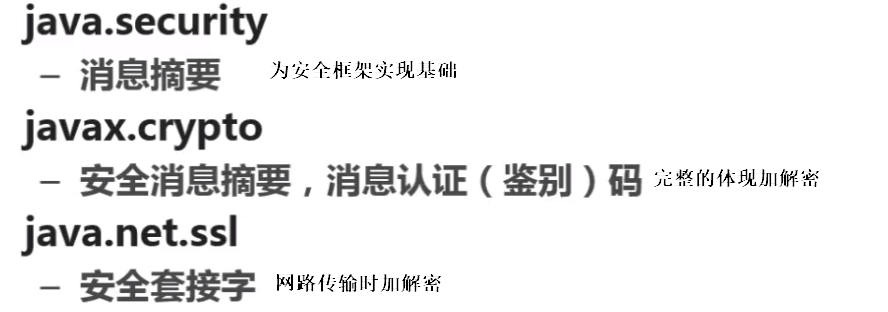 java.security
– 消息摘要 为安全框架实现基础
javax.crypto
– 安全消息摘要，消息认证（鉴别）码 完整的体现加解密
java.net.ssl
– 安全套接字 网路传输时加解密